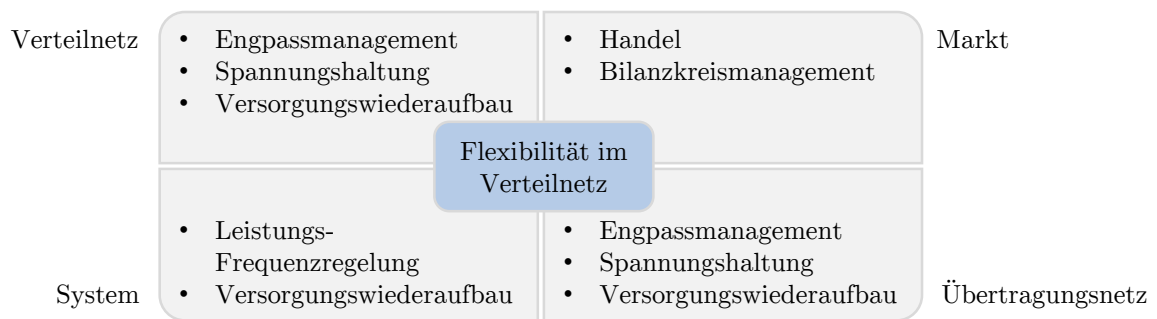 Verteilnetz
• Engpassmanagement
• Spannungshaltung
• Versorgungswiederaufbau
• Handel
• Bilanzkreismanagement
Markt
Flexibilität im
Verteilnetz
System
• Leistungs-
Frequenzregelung
• Versorgungswiederaufbau
• Engpassmanagement
• Spannungshaltung
• Versorgungswiederaufbau
Übertragungsnetz